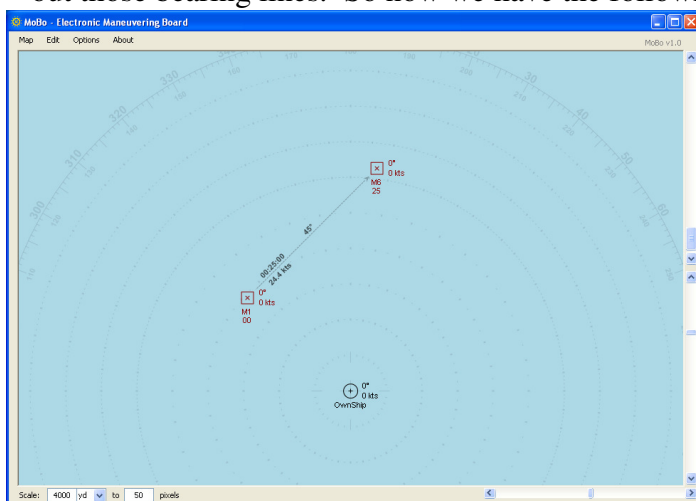 out those bearing lines. So now we have the follow
MoBo - Electronic Maneuvering Board
Map Edit Options About MoBo v1.0
330
320
310
300
30
40
50
60
0°
0 kts
M6
25
45°
00:25:00
24.4 kts
0°
0 kts
M1
00
0°
0 kts
OwnShip
Scale: 4000 yd to 50 pixels